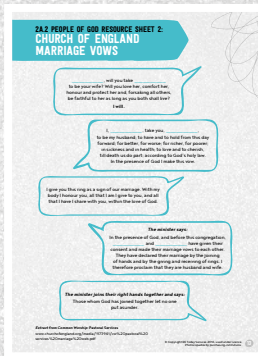 2A.2 PEOPLE OF GOD RESOURCE SHEET 2:
CHURCH OF ENGLAND
MARRIAGE VOWS
, will you take
to be your wife? Will you love her, comfort her,
honour and protect her and, forsaking all others,
be faithful to her as long as you both shall live?
I will.
I, , take you,
to be my husband, to have and to hold from this day
forward; for better, for worse; for richer, for poorer;
in sickness and in health, to love and to cherish,
till death us do part; according to God's holy law.
In the presence of God I make this vow.
I give you this ring as a sign of our marriage. With my
body I honour you, all that I am I give to you, and all
that I have I share with you, within the love of God.
The minister says:
In the presence of God, and before this congregation,
and have given their
consent and made their marriage vows to each other.
They have declared their marriage by the joining
of hands and by the giving and receiving of rings. I
therefore proclaim that they are husband and wife.
The minister joins their right hands together and says:
Those whom God has joined together let no one
put asunder.
Extract from Common Worship Pastoral Services